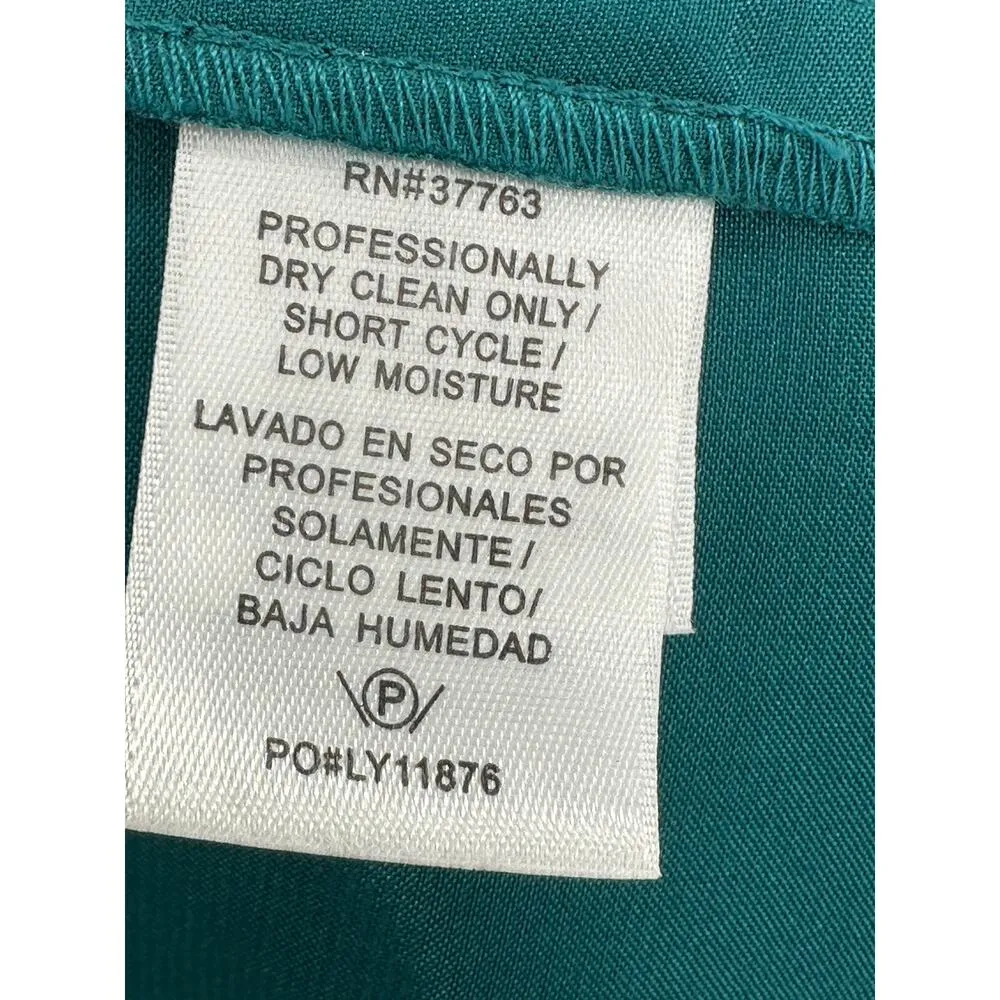 RN#37763
PROFESSIONALLY
DRY CLEAN ONLY/
SHORT CYCLE/
LOW MOISTURE
LAVADO EN SECO POR
PROFESIONALES
SOLAMENTE/
CICLO LENTO/
BAJA HUMEDAD
P
PO#LY11876